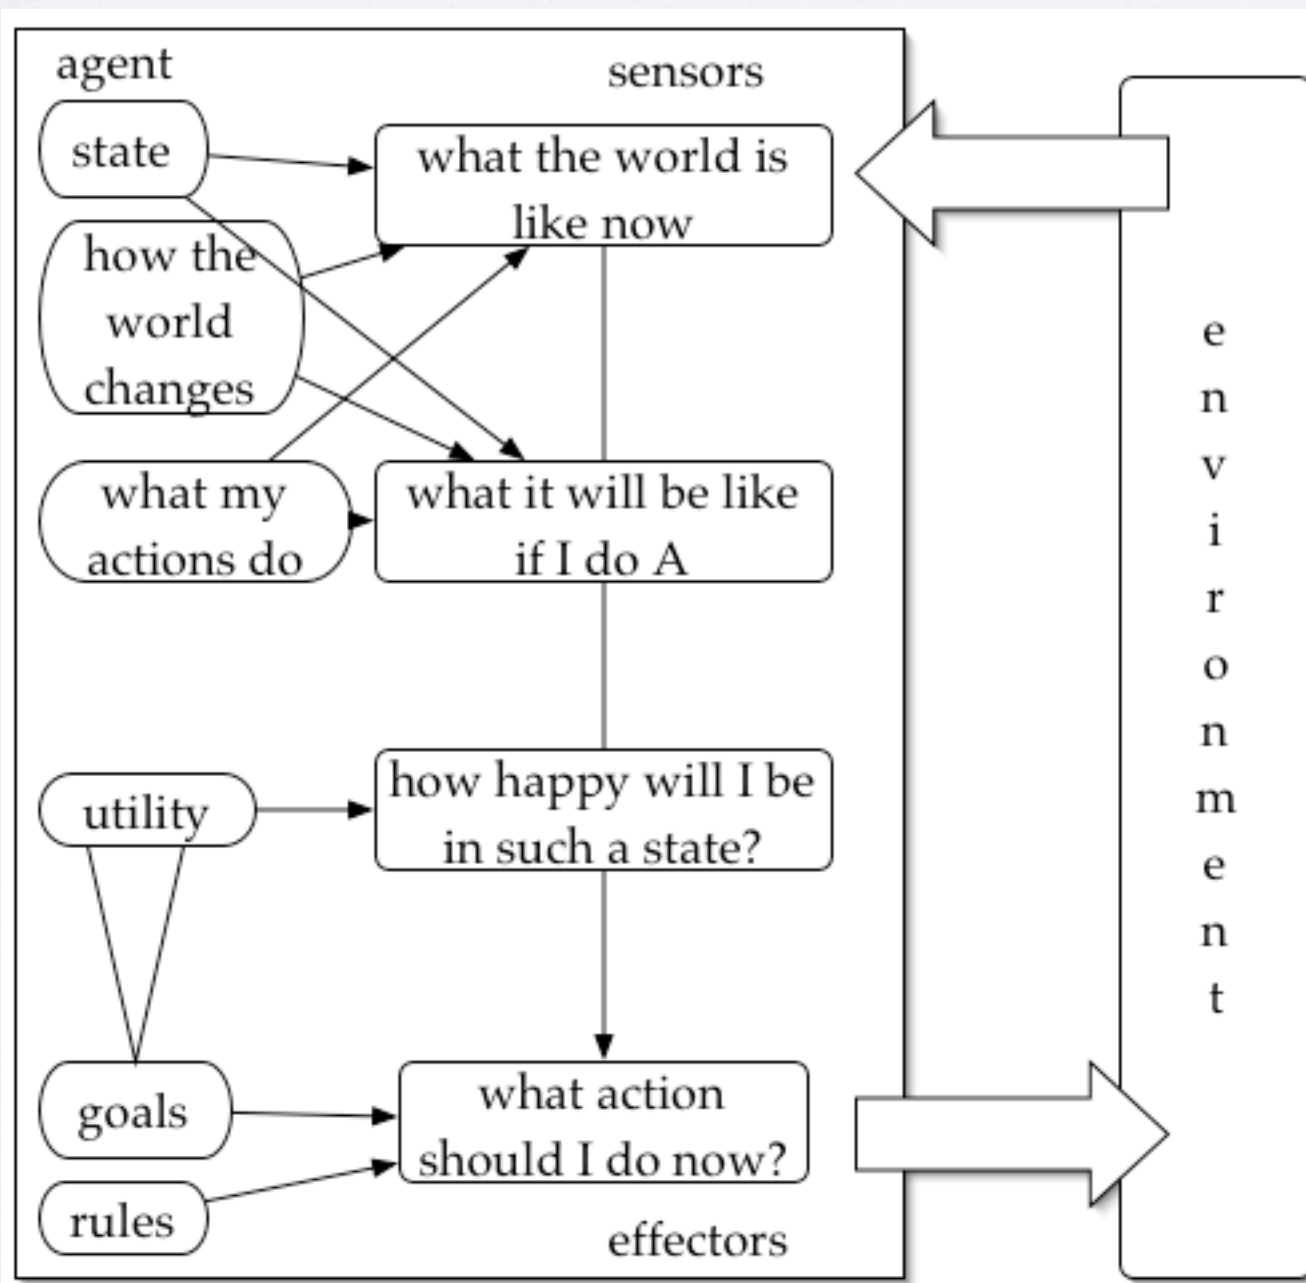 agent
sensors
state
what the world is
like now
how the
world
changes
what my
actions do
what it will be like
if I do A
utility
how happy will I be
in such a state?
goals
what action
should I do now?
rules
effectors
e
n
v
i
r
o
n
m
e
n
t